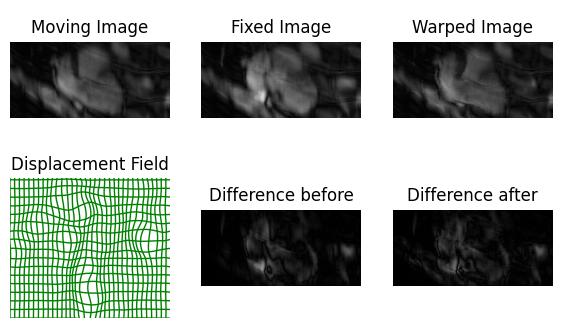 Moving Image
Fixed Image
Warped Image
Displacement Field
Difference before
Difference after